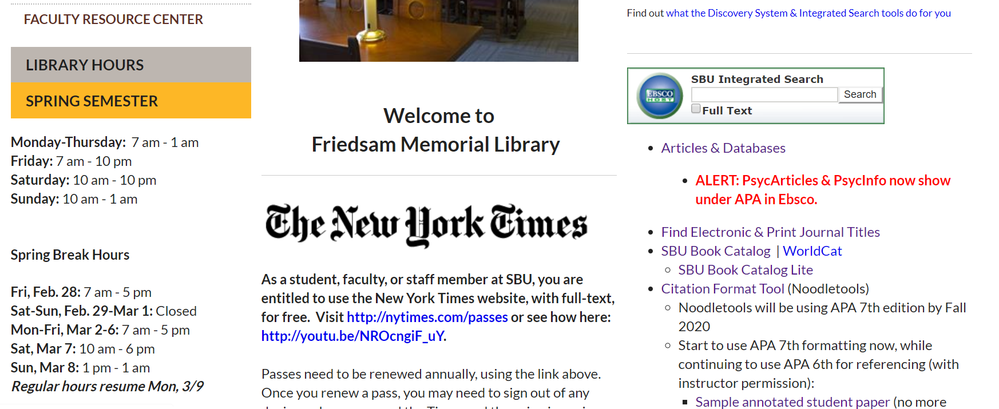 FACULTY RESOURCE CENTER
LIBRARY HOURS
SPRING SEMESTER
Monday-Thursday: 7 am - 1 am
Friday: 7 am - 10 pm
Saturday: 10 am - 10 pm
Sunday: 10 am - 1 am
Spring Break Hours
Fri, Feb. 28: 7 am - 5 pm
Sat-Sun, Feb. 29-Mar 1: Closed
Mon-Fri, Mar 2-6: 7 am - 5 pm
Sat, Mar 7: 10 am - 6 pm
Sun, Mar 8: 1 pm - 1 am
Regular hours resume Mon, 3/9
Welcome to
Friedsam Memorial Library
The New York Times
As a student, faculty, or staff member at SBU, you are
entitled to use the New York Times website, with full-text,
for free. Visit http://nytimes.com/passes or see how here:
http://youtu.be/NROcngiF_uY.
Passes need to be renewed annually, using the link above.
Once you renew a pass, you may need to sign out of any
Find out what the Discovery System & Integrated Search tools do for you
EBSCO
HOST
SBU Integrated Search
Search
Full Text
Articles & Databases
ALERT: PsycArticles & PsycInfo now show
under APA in Ebsco.
Find Electronic & Print Journal Titles
SBU Book Catalog | WorldCat
SBU Book Catalog Lite
Citation Format Tool (Noodletools)
Noodletools will be using APA 7th edition by Fall
2020
Start to use APA 7th formatting now, while
continuing to use APA 6th for referencing (with
instructor permission):
Sample annotated student paper (no more